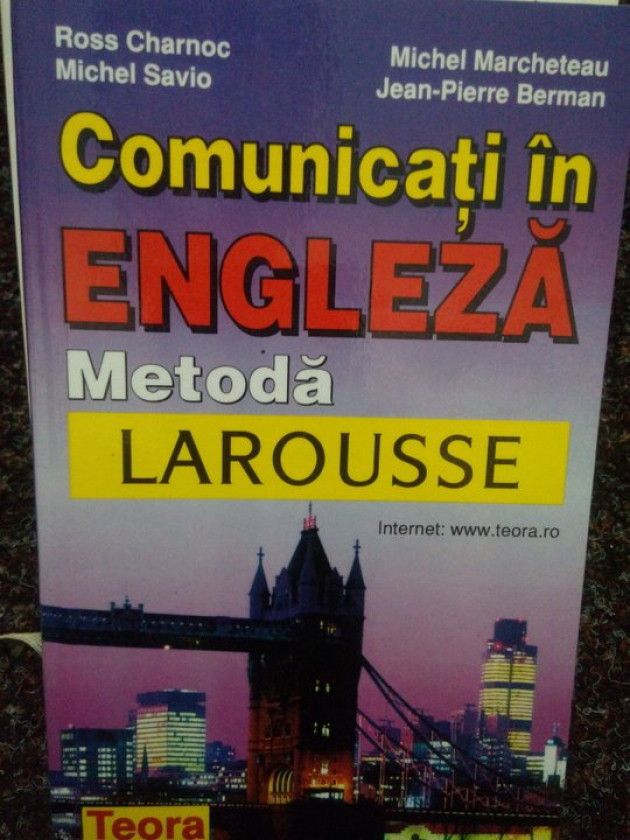 Ross Charnoc
Michel Savio
Michel Marcheteau
Jean-Pierre Berman
Comunicați în
ENGLEZĂ
Metodă
LAROUSSE
Internet: www.teora.ro
Teora